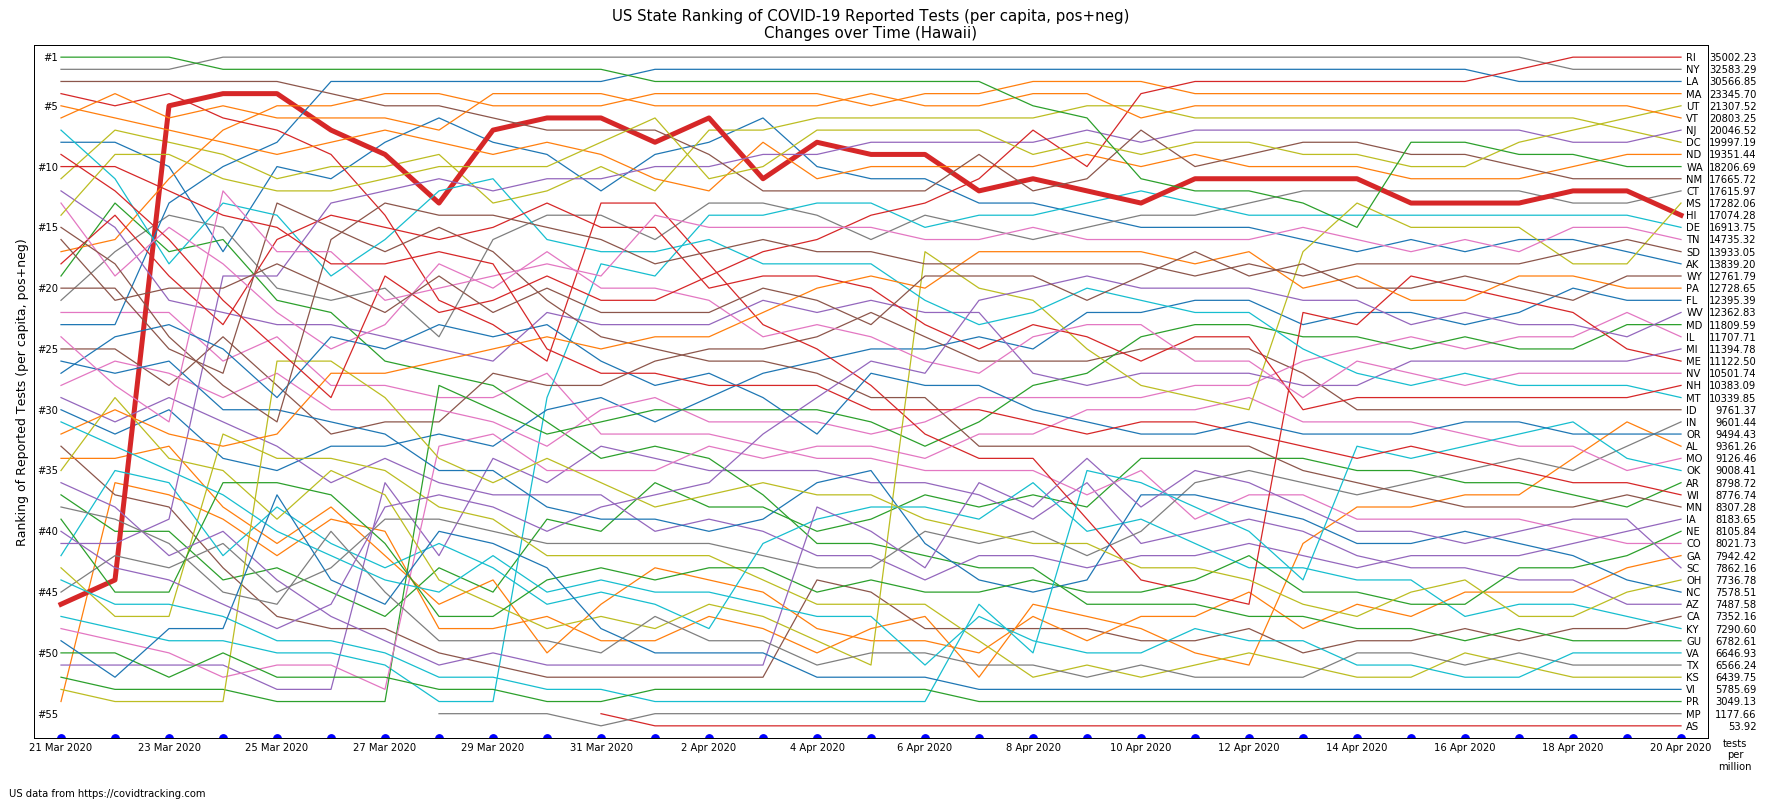 US State Ranking of COVID-19 Reported Tests (per capita, pos+neg)
Changes over Time (Hawaii)
Ranking of Reported Tests (per capita, pos+neg)
#1
#5
#10
#15
#20
#25
#30
#35
#40
#45
#50
#55
RI 35002.23
NY 32583.29
LA 30566.85
MA 23345.70
UT 21307.52
VT 20803.25
NJ 20046.52
DC 19997.19
ND 19351.44
WA 18206.69
NM 17665.72
CT 17615.97
MS 17282.06
HI 17074.28
DE 16913.75
TN 14735.32
SD 13933.05
AK 13839.20
WY 12761.79
PA 12728.65
FL 12395.39
WV 12362.83
MD 11809.59
IL 11707.71
MI 11394.78
ME 11122.50
NV 10501.74
NH 10383.09
MT 10339.85
ID 9761.37
IN 9601.44
OR 9494.43
AL 9361.26
MO 9126.46
OK 9008.41
AR 8798.72
WI 8776.74
MN 8307.28
IA 8183.65
NE 8105.84
CO 8021.73
GA 7942.42
SC 7862.16
OH 7736.78
NC 7578.51
AZ 7487.58
CA 7352.16
KY 7290.60
GU 6782.61
VA 6646.93
TX 6566.24
KS 6439.75
VI 5785.69
PR 3049.13
MP 1177.66
AS 53.92
21 Mar 2020 23 Mar 2020 25 Mar 2020 27 Mar 2020 29 Mar 2020 31 Mar 2020 2 Apr 2020 4 Apr 2020 6 Apr 2020 8 Apr 2020 10 Apr 2020 12 Apr 2020 14 Apr 2020 16 Apr 2020 18 Apr 2020 20 Apr 2020
tests
per
million
US data from https://covidtracking.com